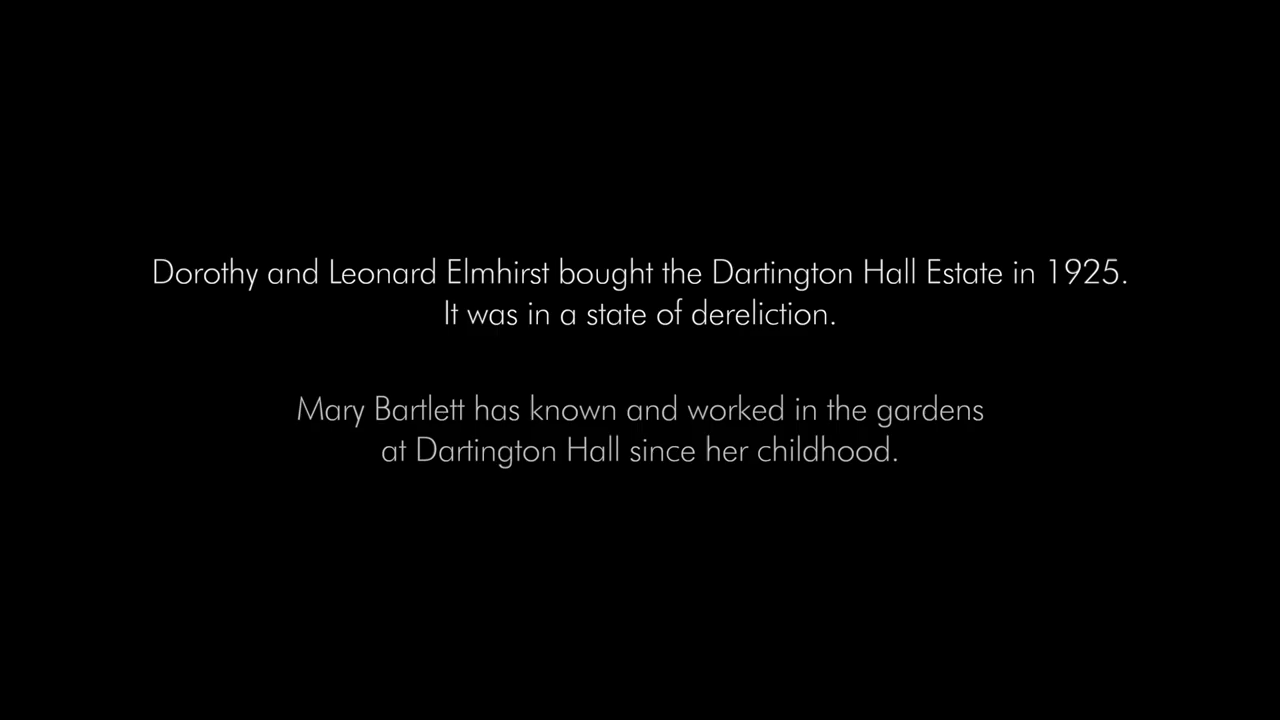 Dorothy and Leonard Elmhirst bought the Dartington Hall Estate in 1925.
It was in a state of dereliction.
Mary Bartlett has known and worked in the gardens
at Dartington Hall since her childhood.